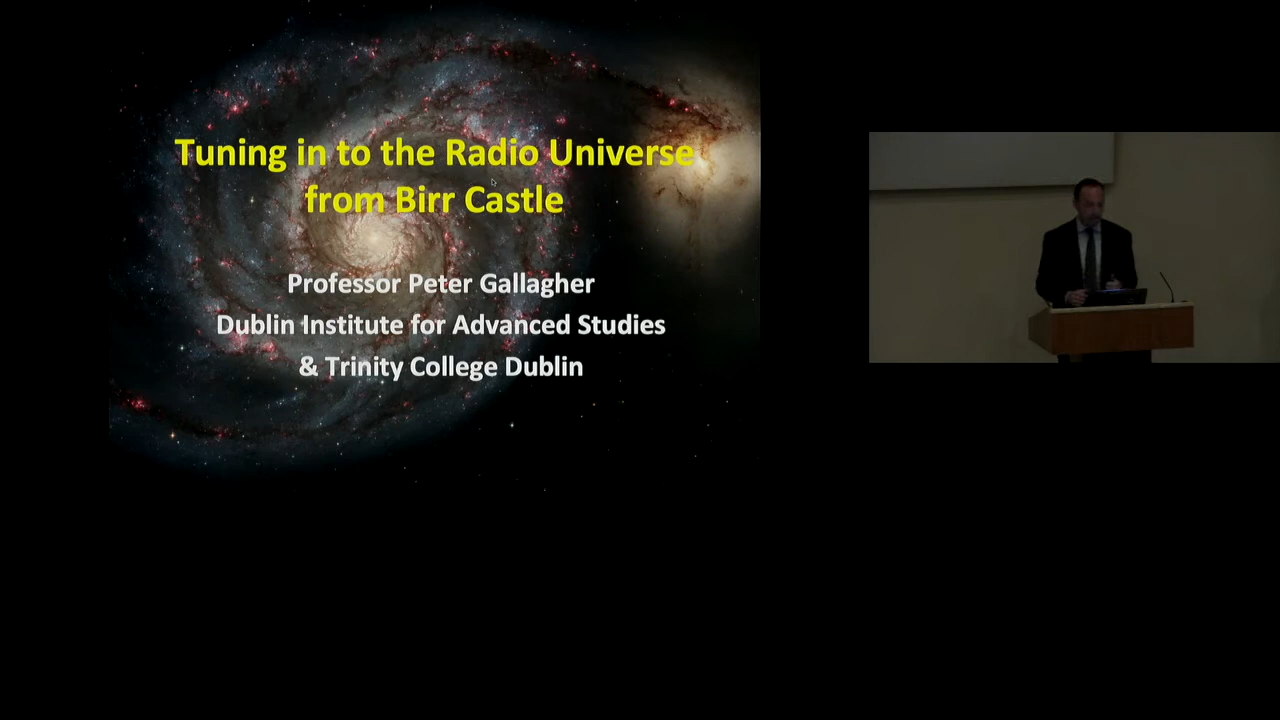 Tuning in to the Radio Universe
from Birr Castle
Professor Peter Gallagher
Dublin Institute for Advanced Studies
& Trinity College Dublin